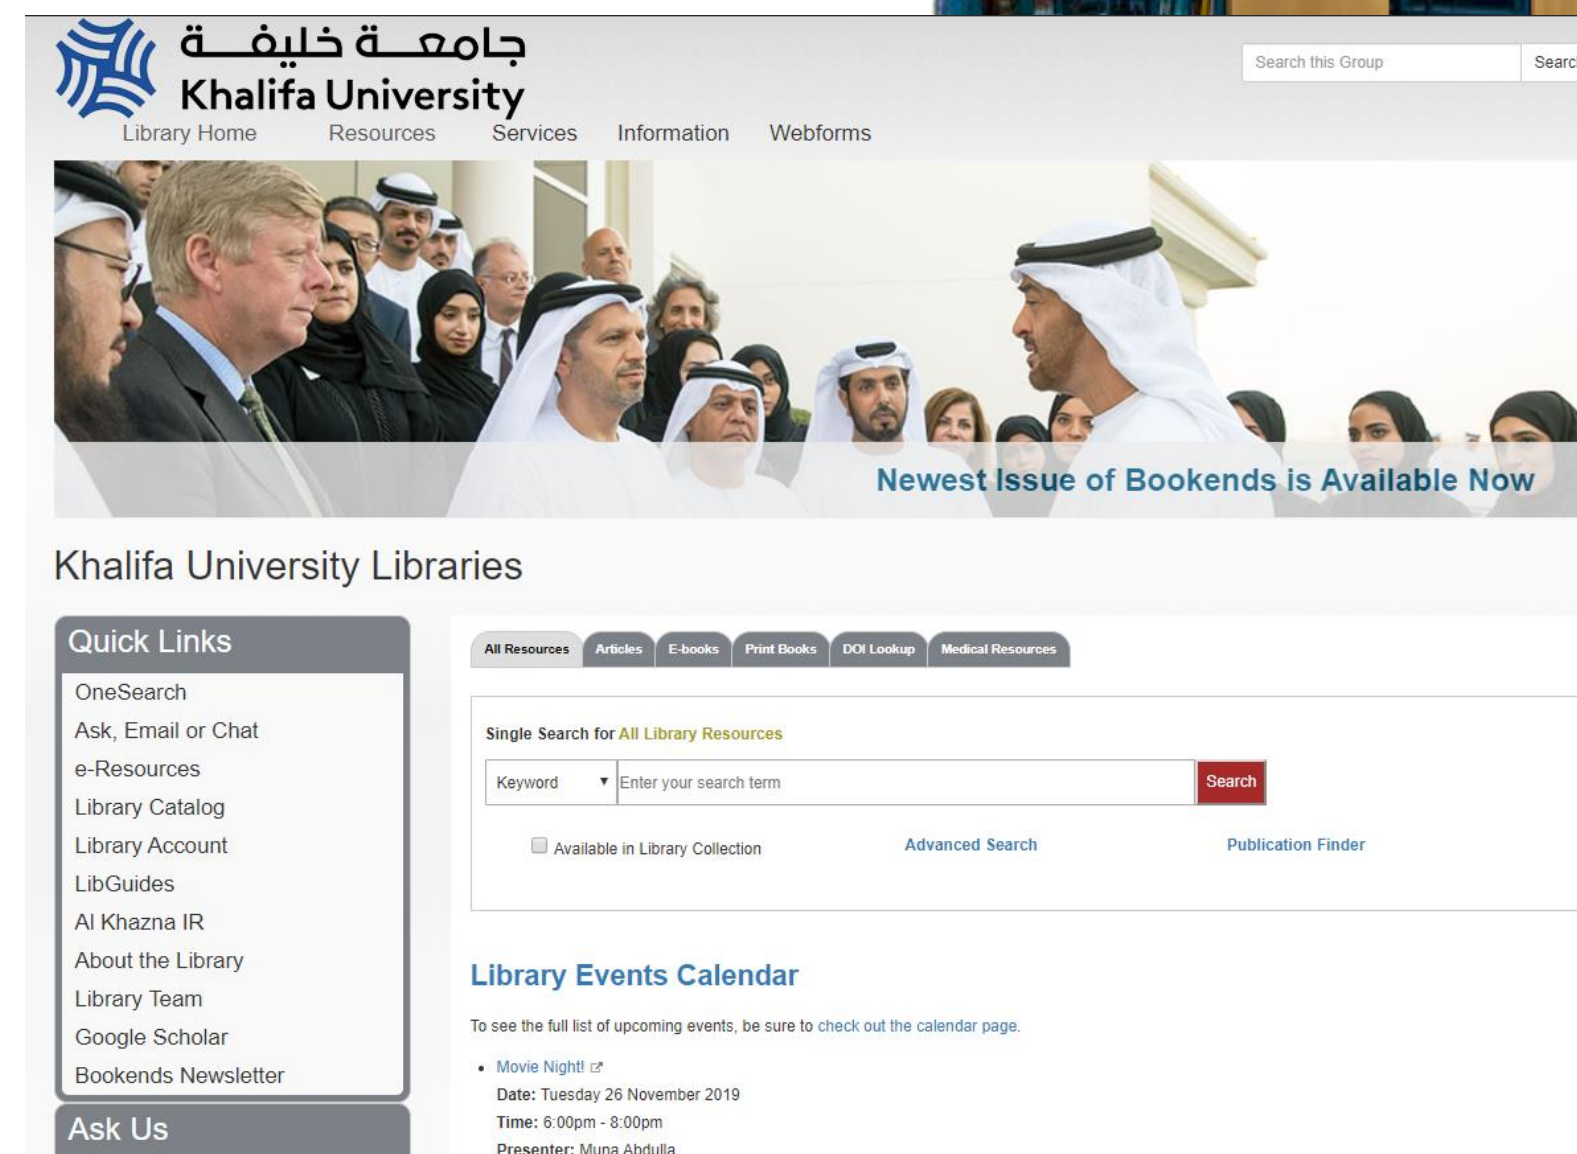 جامعة خليفة
Khalifa University
Search this Group
Search
Library Home Resources Services Information Webforms
Newest Issue of Bookends is Available Now
Khalifa University Libraries
Quick Links
OneSearch
Ask, Email or Chat
e-Resources
Library Catalog
Library Account
LibGuides
Al Khazna IR
About the Library
Library Team
Google Scholar
Bookends Newsletter
Ask Us
All Resources Articles E-books Print Books DOI Lookup Medical Resources
Single Search for All Library Resources
Keyword Enter your search term Search
Available in Library Collection Advanced Search Publication Finder
Library Events Calendar
To see the full list of upcoming events, be sure to check out the calendar page.
Movie Night!
Date: Tuesday 26 November 2019
Time: 6:00pm - 8:00pm
Presenter: Muna Abdulla